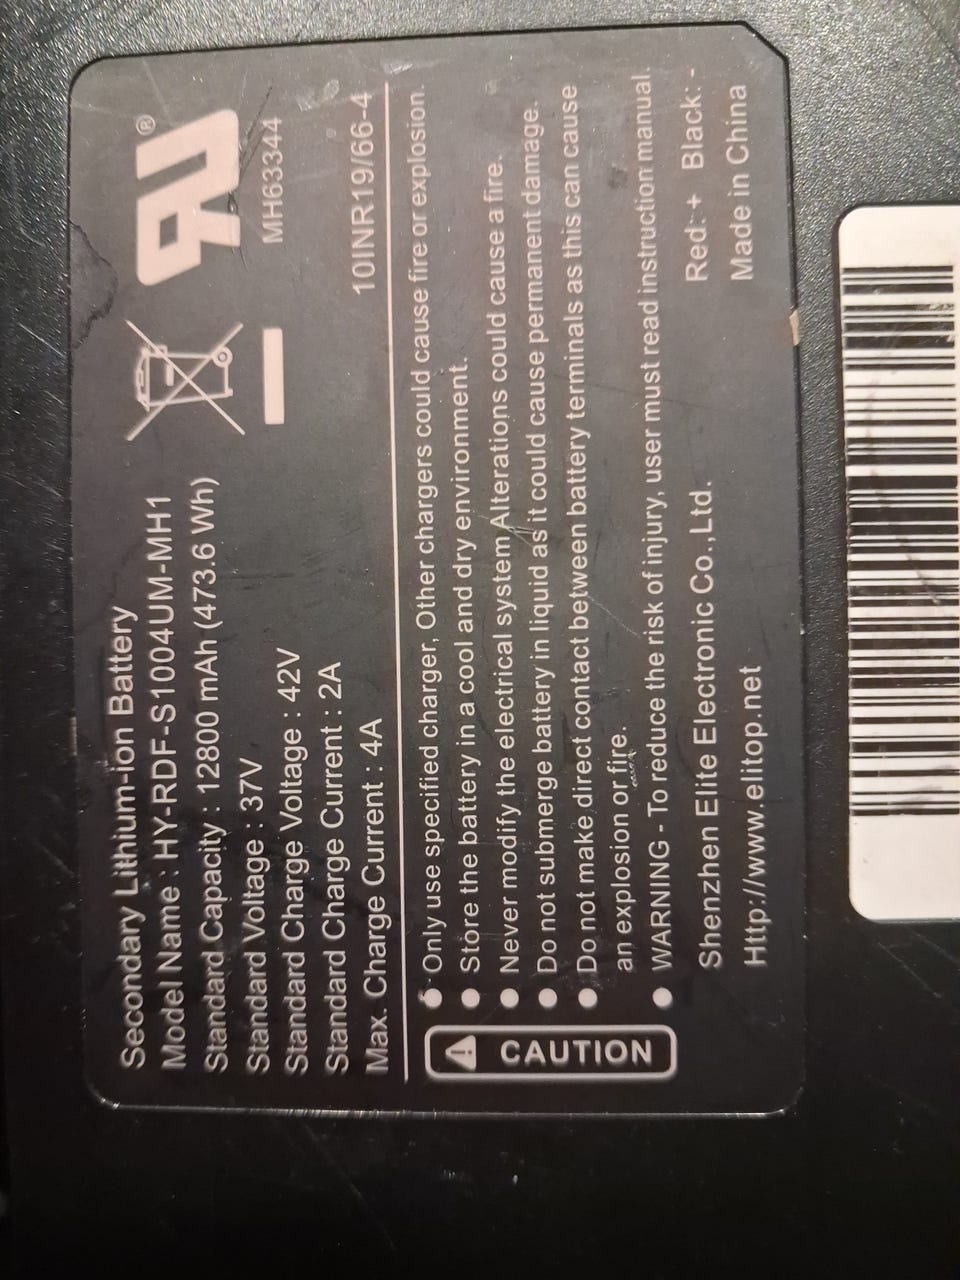 Secondary Lithium-ion Battery
Model Name : HY-RDF-S1004UM-MH1
Standard Capacity : 12800 mAh (473.6 Wh)
Standard Voltage : 37V
Standard Charge Voltage : 42V
Standard Charge Current : 2A
Max. Charge Current : 4A
RU®
MH63344
10INR19/66-4
CAUTION
• Only use specified charger, Other chargers could cause fire or explosion.
• Store the battery in a cool and dry environment.
• Never modify the electrical system Alterations could cause a fire.
• Do not submerge battery in liquid as it could cause permanent damage.
• Do not make direct contact between battery terminals as this can cause
an explosion or fire.
• WARNING - To reduce the risk of injury, user must read instruction manual.
Shenzhen Elite Electronic Co.,Ltd.
Red: + Black: -
Http://www.elitop.net
Made in China